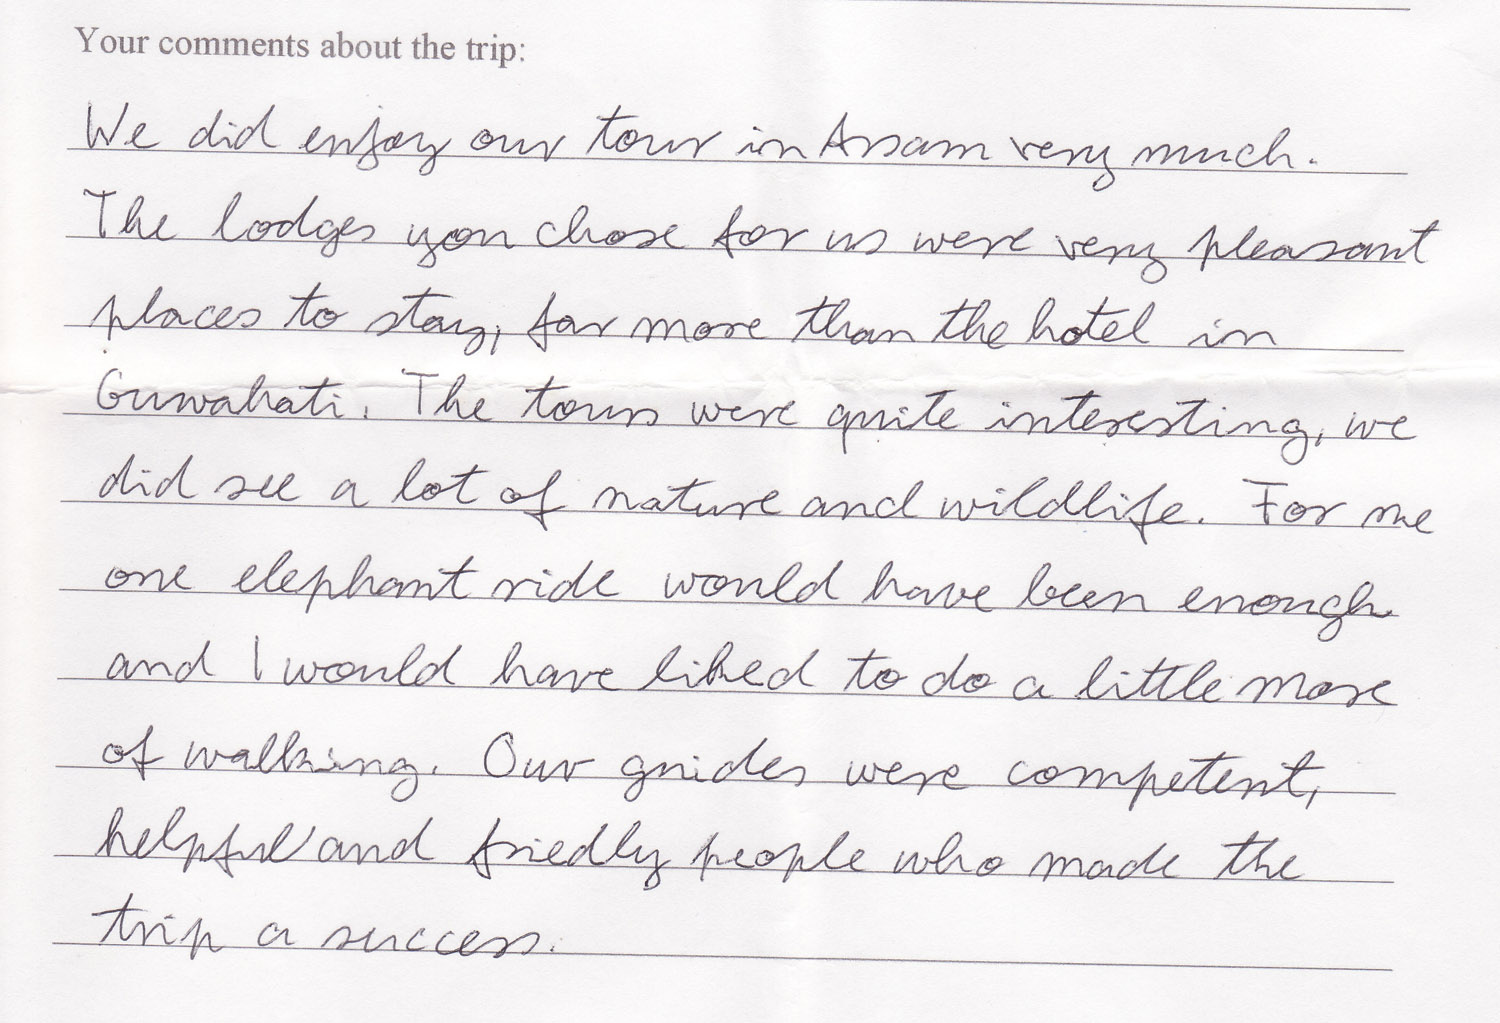 Your comments about the trip:
We did enjoy our tour in Assam very much.
The lodges you chose for us were very pleasant
places to stay, far more than the hotel in
Guwahati. The tours were quite interesting, we
did see a lot of nature and wildlife. For me
one elephant ride would have been enough
and I would have liked to do a little more
of walking. Our guides were competent,
helpful and friedly people who made the
trip a success.